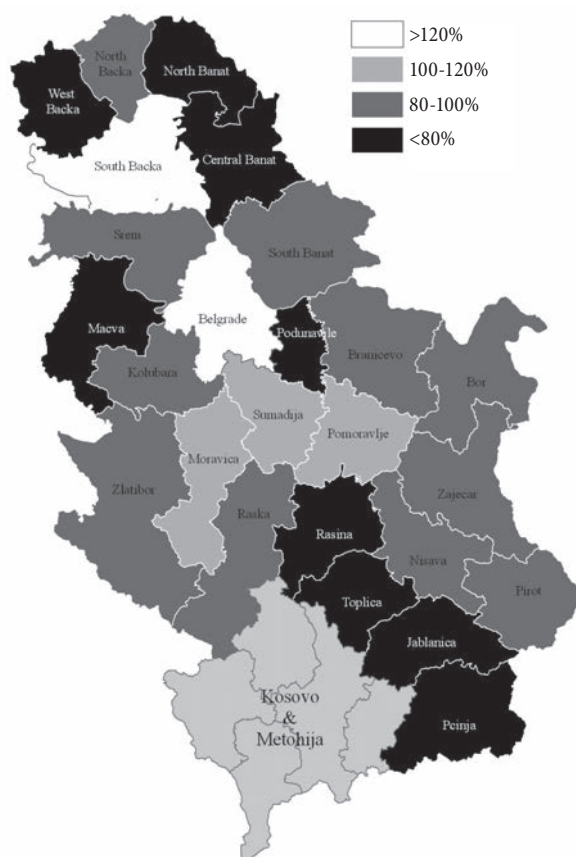 >120%
100-120%
80-100%
<80%
North
Backa
North Banat
West
Backa
South Backa
Central Banat
Srem
South Banat
Macva
Belgrade
Podunavlje
Branicevo
Bor
Kolubara
Sumadija
Pomoravlje
Moravica
Zlatibor
Raska
Zajecar
Rasina
Nisava
Pirot
Toplica
Jablanica
Kosovo
&
Metohija
Pcinja